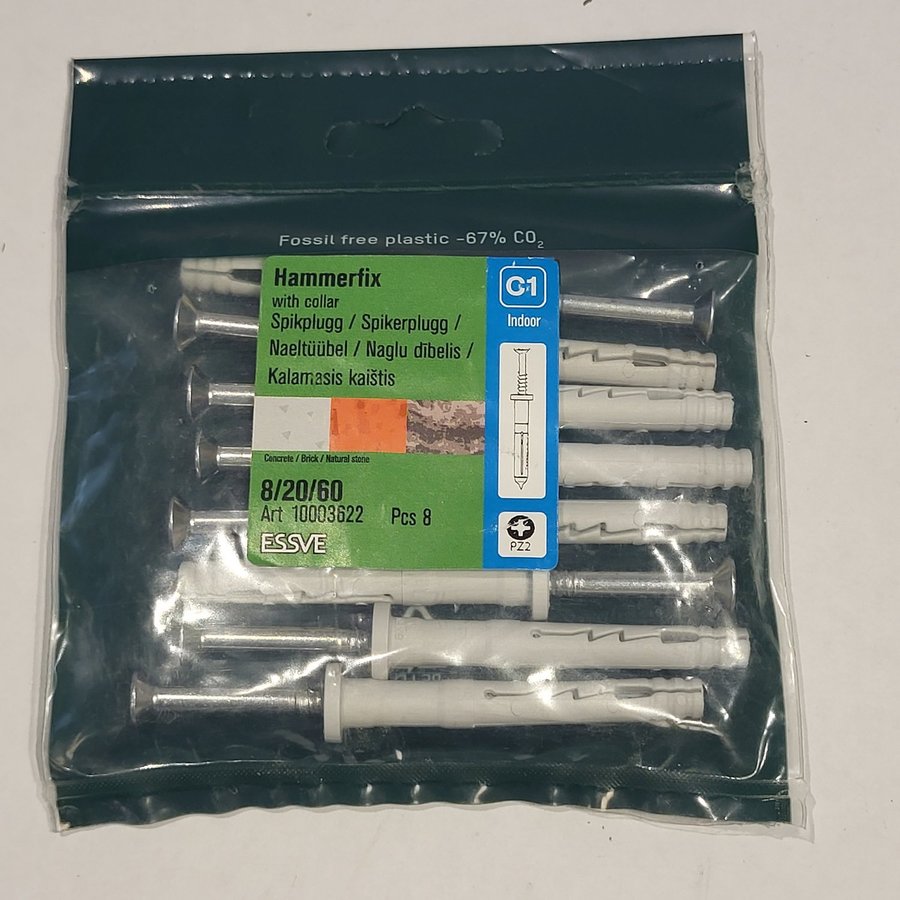 Fossil free plastic -67% CO₂
Hammerfix
with collar
Spikplugg / Spikerplugg /
Naeltüübel / Naglu dībelis /
Kalamasis kaištis
Concrete / Brick / Natural stone
8/20/60
Art 10003622 Pcs 8
ESSVE
C1
Indoor
PZ2